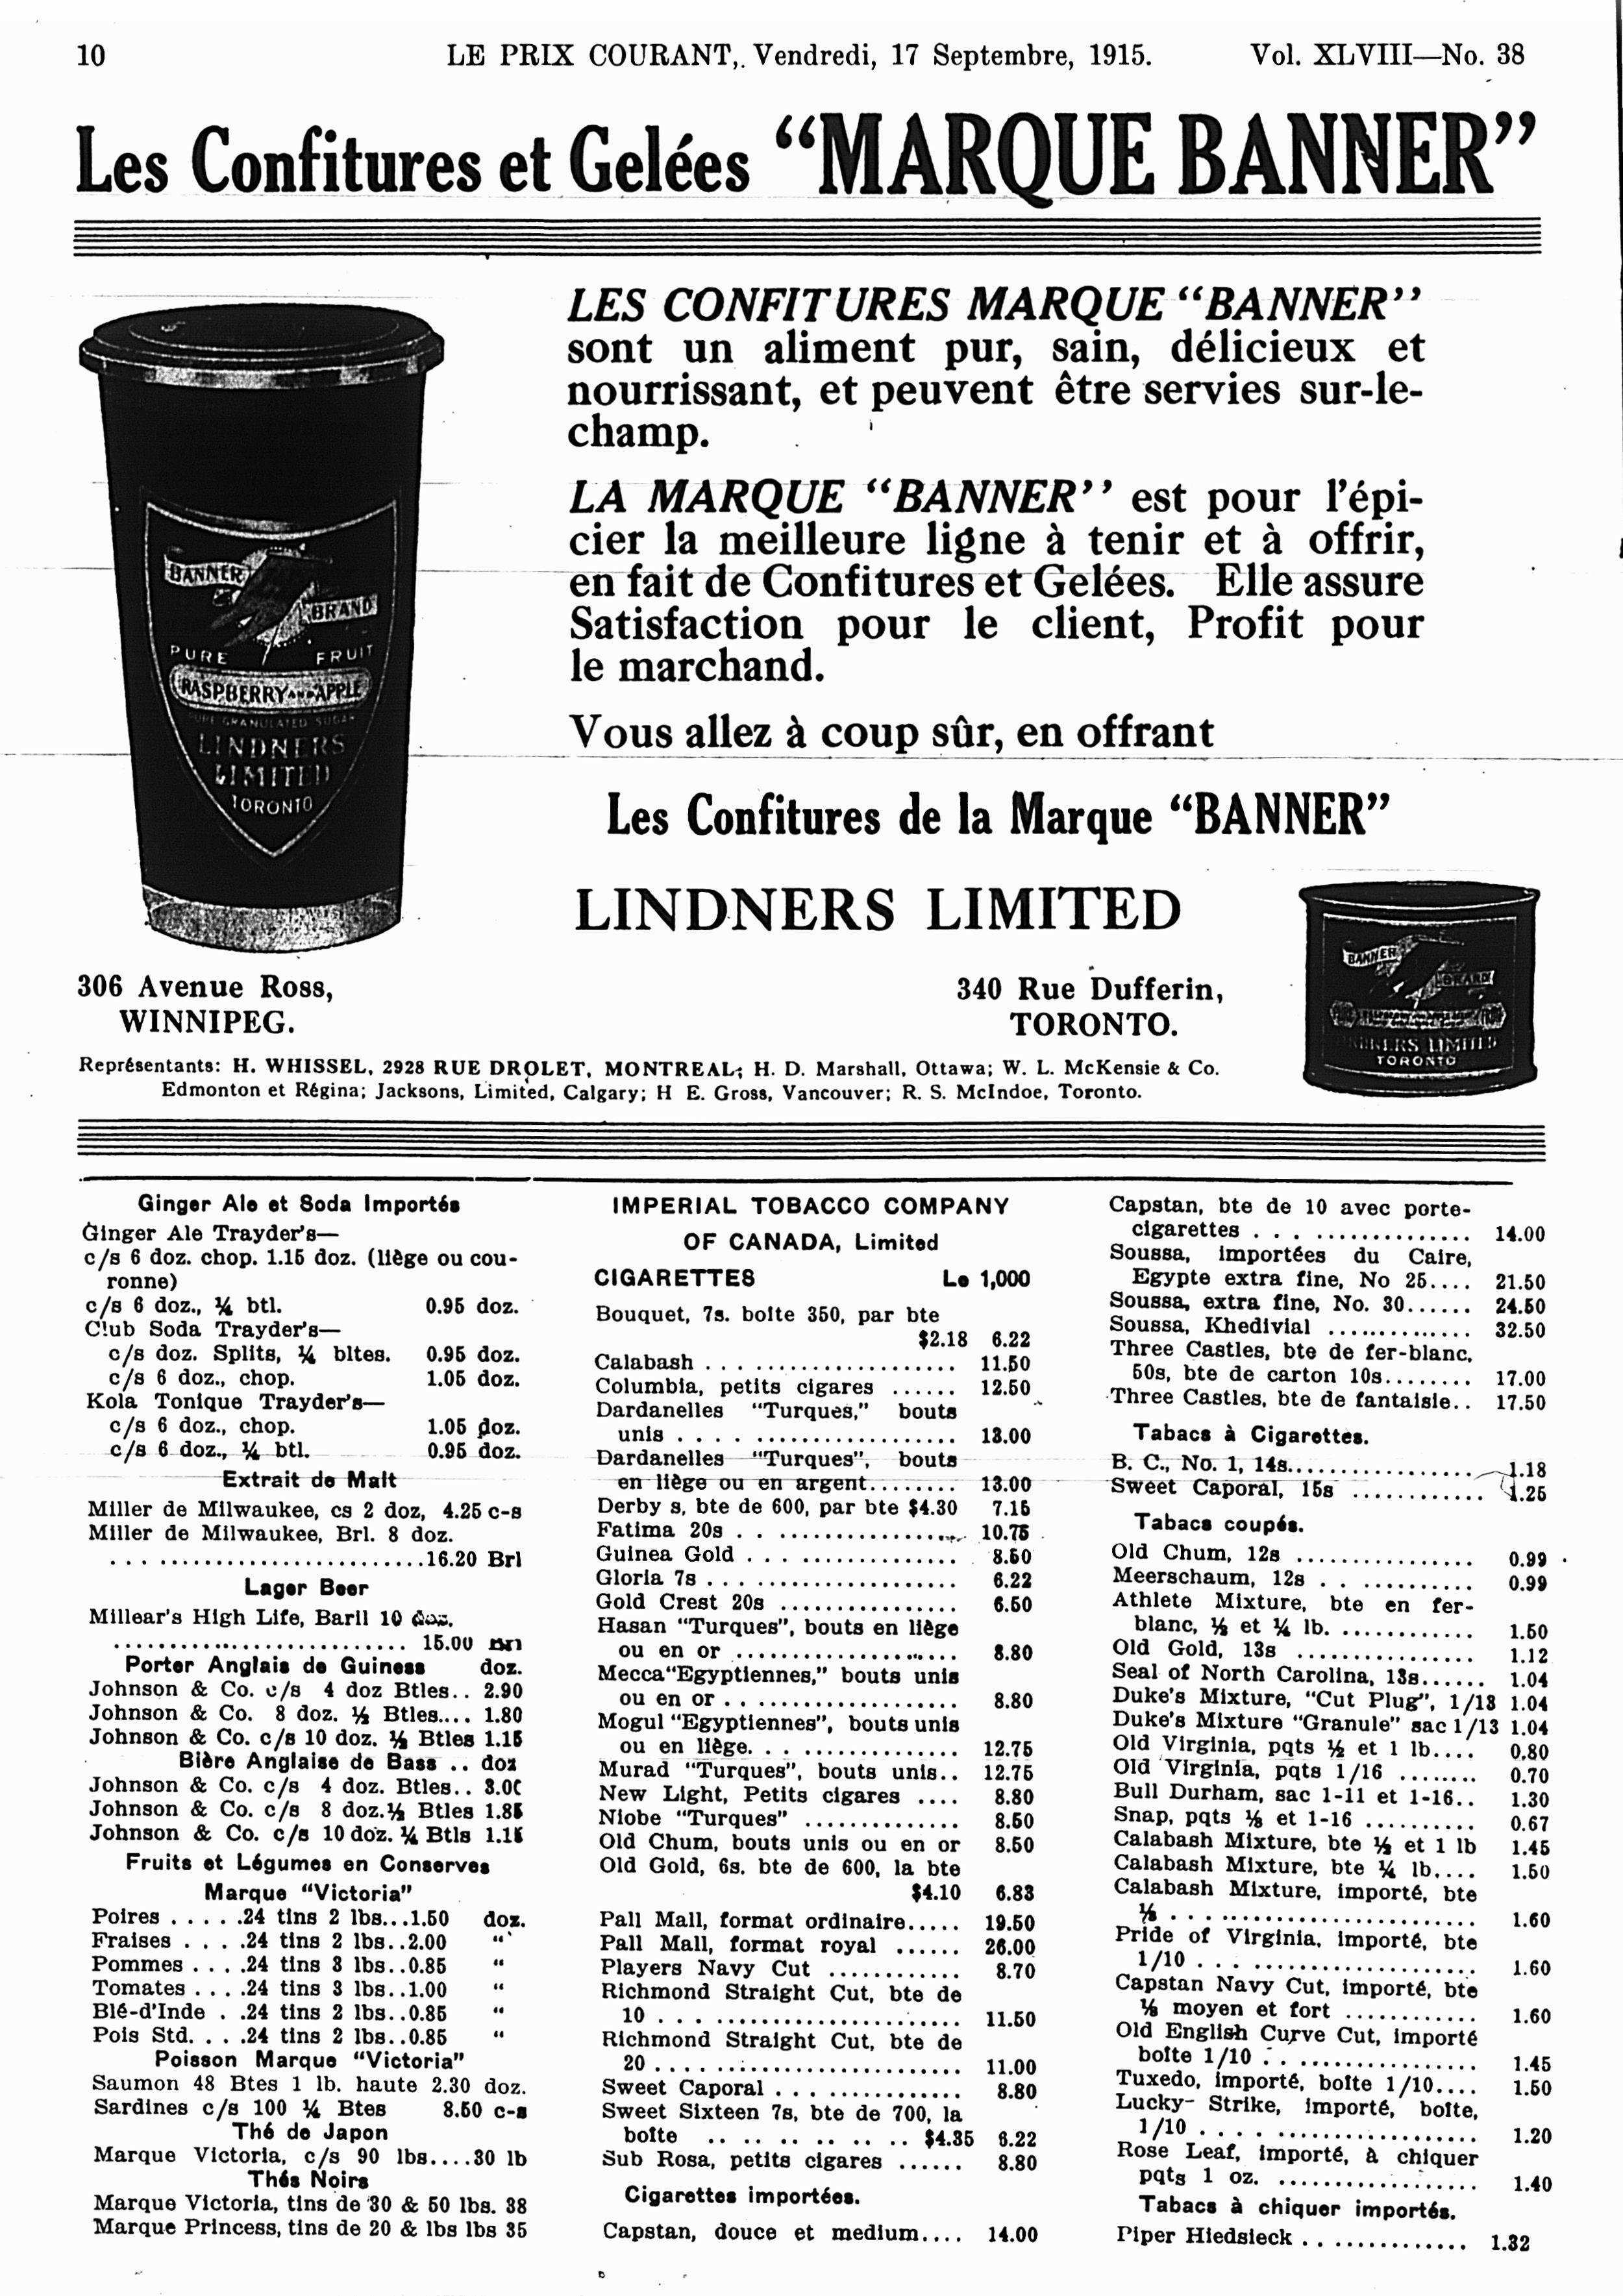 10
LE PRIX COURANT, Vendredi, 17 Septembre, 1915.
Vol. XLVIII—No. 38
Les Confitures et Gelées "MARQUE BANNER"
LES CONFITURES MARQUE "BANNER"
sont un aliment pur, sain, délicieux et
nourrissant, et peuvent être servies sur-le-
champ.
LA MARQUE "BANNER" est pour l'épi-
cier la meilleure ligne à tenir et à offrir,
en fait de Confitures et Gelées. Elle assure
Satisfaction pour le client, Profit pour
le marchand.
Vous allez à coup sûr, en offrant
Les Confitures de la Marque "BANNER"
LINDNERS LIMITED
BANNER
BRAND
PURE FRUIT
RASPBERRY AND APPLE
PURE GRANULATED SUGAR
LINDNERS
LIMITED
TORONTO
BANNER
BRAND
LINDNERS LIMITED
TORONTO
306 Avenue Ross,
WINNIPEG.
340 Rue Dufferin,
TORONTO.
Représentants: H. WHISSEL, 2928 RUE DROLET, MONTREAL; H. D. Marshall, Ottawa; W. L. McKensie & Co.
Edmonton et Régina; Jacksons, Limited, Calgary; H E. Gross, Vancouver; R. S. McIndoe, Toronto.
Ginger Ale et Soda Importés
Ginger Ale Trayder's—
c/s 6 doz. chop. 1.15 doz. (liège ou cou-
ronne)
c/s 6 doz., ¼ btl. 0.95 doz.
Club Soda Trayder's—
c/s doz. Splits, ¼ bltes. 0.95 doz.
c/s 6 doz., chop. 1.05 doz.
Kola Tonique Trayder's—
c/s 6 doz., chop. 1.05 doz.
c/s 6 doz., ¼ btl. 0.95 doz.
Extrait de Malt
Miller de Milwaukee, cs 2 doz, 4.25 c-s
Miller de Milwaukee, Brl. 8 doz.
............................16.20 Brl
Lager Beer
Millear's High Life, Baril 10 doz.
............................ 15.00
Porter Anglais de Guiness doz.
Johnson & Co. c/s 4 doz Btles.. 2.90
Johnson & Co. 8 doz. ½ Btles.... 1.80
Johnson & Co. c/s 10 doz. ½ Btles 1.15
Bière Anglaise de Bass .. doz
Johnson & Co. c/s 4 doz. Btles.. 3.00
Johnson & Co. c/s 8 doz. ½ Btles 1.85
Johnson & Co. c/s 10 doz. ¼ Btls 1.15
Fruits et Légumes en Conserves
Marque "Victoria"
Poires . . . . .24 tins 2 lbs...1.50 doz.
Fraises . . . .24 tins 2 lbs..2.00 "
Pommes . . . .24 tins 3 lbs..0.85 "
Tomates . . . .24 tins 3 lbs..1.00 "
Blé-d'Inde . .24 tins 2 lbs..0.85 "
Pois Std. . . .24 tins 2 lbs..0.85 "
Poisson Marque "Victoria"
Saumon 48 Btes 1 lb. haute 2.30 doz.
Sardines c/s 100 ¼ Btes 8.50 c-s
Thé de Japon
Marque Victoria, c/s 90 lbs....30 lb
Thés Noirs
Marque Victoria, tins de 30 & 50 lbs. 38
Marque Princess, tins de 20 & lbs lbs 35
IMPERIAL TOBACCO COMPANY
OF CANADA, Limited
CIGARETTES Le 1,000
Bouquet, 7s. boîte 350, par bte
$2.18 6.22
Calabash . . . .................. 11.50
Columbia, petits cigares ...... 12.50
Dardanelles "Turques," bouts
unis . . . . .................. 13.00
Dardanelles "Turques", bouts
en liège ou en argent........ 13.00
Derby s, bte de 600, par bte $4.30 7.15
Fatima 20s . . .................. 10.75
Guinea Gold . . . ................ 8.50
Gloria 7s . . . .................... 6.22
Gold Crest 20s ................ 6.50
Hasan "Turques", bouts en liège
ou en or ...................... 8.80
Mecca "Egyptiennes," bouts unis
ou en or . . .................... 8.80
Mogul "Egyptiennes", bouts unis
ou en liège. . . ............... 12.75
Murad "Turques", bouts unis.. 12.75
New Light, Petits cigares .... 8.80
Niobe "Turques" .............. 8.50
Old Chum, bouts unis ou en or 8.50
Old Gold, 6s. bte de 600, la bte
$4.10 6.83
Pall Mall, format ordinaire..... 19.50
Pall Mall, format royal ...... 26.00
Players Navy Cut ............ 8.70
Richmond Straight Cut, bte de
10 . . . ........................ 11.50
Richmond Straight Cut, bte de
20 . . . ........................ 11.00
Sweet Caporal . . . ............. 8.80
Sweet Sixteen 7s, bte de 700, la
boîte .. .. .. .. .. .. .. $4.35 6.22
Sub Rosa, petits cigares ...... 8.80
Cigarettes importées.
Capstan, douce et medium.... 14.00
Capstan, bte de 10 avec porte-
cigarettes . . . ............... 14.00
Soussa, importées du Caire,
Egypte extra fine, No 25.... 21.50
Soussa, extra fine, No. 30...... 24.50
Soussa, Khedivial ............. 32.50
Three Castles, bte de fer-blanc,
50s, bte de carton 10s........ 17.00
Three Castles, bte de fantaisie.. 17.50
Tabacs à Cigarettes.
B. C., No. 1, 14s................. 1.18
Sweet Caporal, 15s ............ 1.25
Tabacs coupés.
Old Chum, 12s ................ 0.99
Meerschaum, 12s . . .......... 0.99
Athlete Mixture, bte en fer-
blanc, ½ et ¼ lb. ............ 1.50
Old Gold, 13s ................ 1.12
Seal of North Carolina, 13s...... 1.04
Duke's Mixture, "Cut Plug", 1/13 1.04
Duke's Mixture "Granule" sac 1/13 1.04
Old Virginia, pqts ½ et 1 lb.... 0.80
Old Virginia, pqts 1/16 ........ 0.70
Bull Durham, sac 1-11 et 1-16.. 1.30
Snap, pqts ½ et 1-16 .......... 0.67
Calabash Mixture, bte ½ et 1 lb 1.45
Calabash Mixture, bte ¼ lb.... 1.50
Calabash Mixture, importé, bte
⅛ . . .......................... 1.60
Pride of Virginia, importé, bte
1/10 . . . ...................... 1.60
Capstan Navy Cut, importé, bte
⅛ moyen et fort ............ 1.60
Old English Curve Cut, importé
boîte 1/10 . . .................. 1.45
Tuxedo, importé, boîte 1/10.... 1.50
Lucky- Strike, importé, boîte,
1/10 . . . ...................... 1.20
Rose Leaf, importé, à chiquer
pqts 1 oz. .................. 1.40
Tabacs à chiquer importés.
Piper Hiedsieck . . ............. 1.32